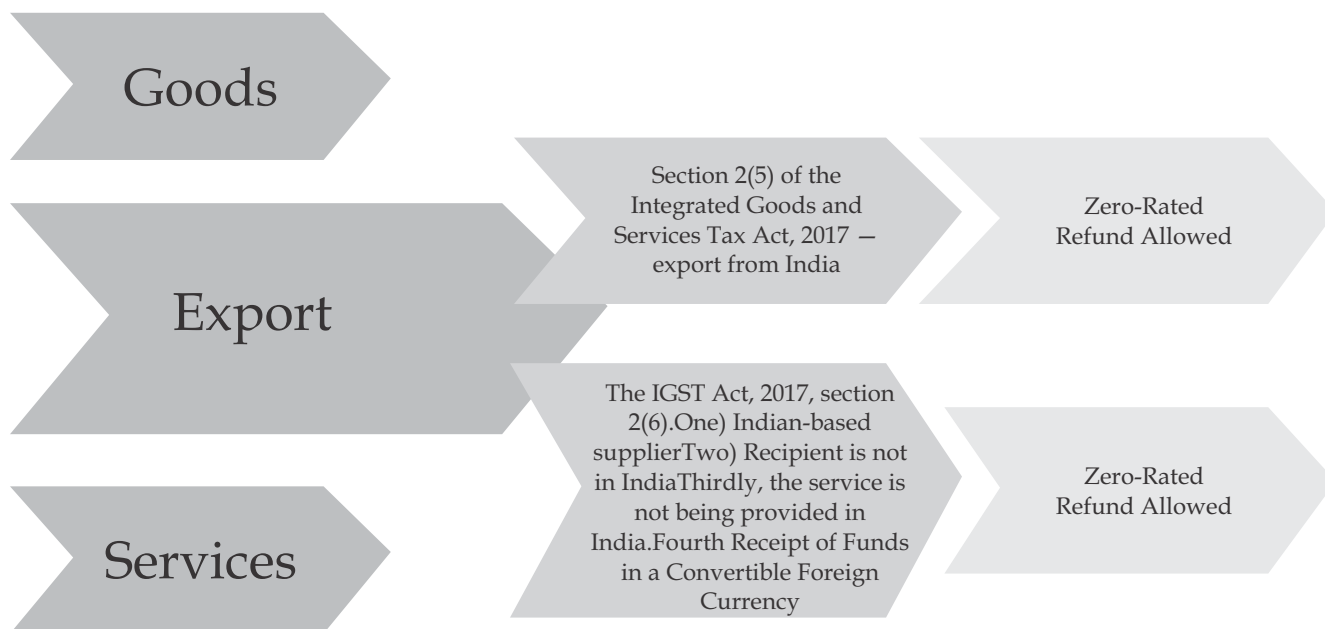 Goods
Export
Services
Section 2(5) of the
Integrated Goods and
Services Tax Act, 2017 —
export from India
Zero-Rated
Refund Allowed
The IGST Act, 2017, section
2(6).One) Indian-based
supplierTwo) Recipient is not
in IndiaThirdly, the service is
not being provided in
India.Fourth Receipt of Funds
in a Convertible Foreign
Currency
Zero-Rated
Refund Allowed